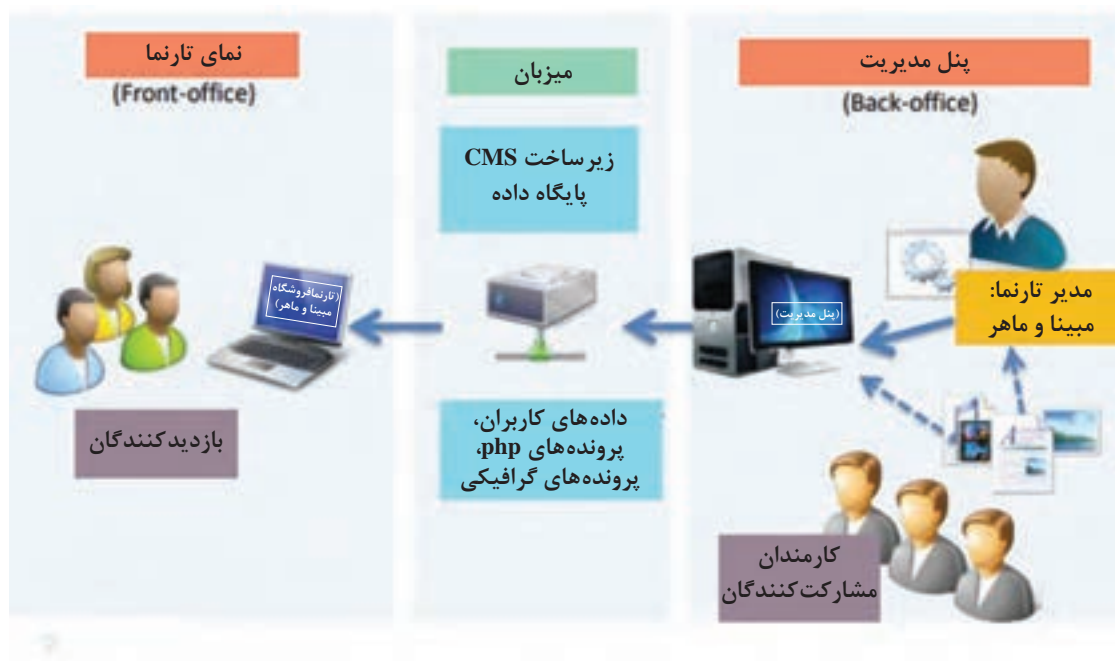 پنل مدیریت
(Back-office)
مدیر تارنما:
مبینا و ماهر
(پنل مدیریت)
کارمندان
مشارکت‌کنندگان
میزبان
زیرساخت CMS
پایگاه داده
داده‌های کاربران،
پرونده‌های php،
پرونده‌های گرافیکی
نمای تارنما
(Front-office)
(تارنمافروشگاه
مبینا و ماهر)
بازدیدکنندگان